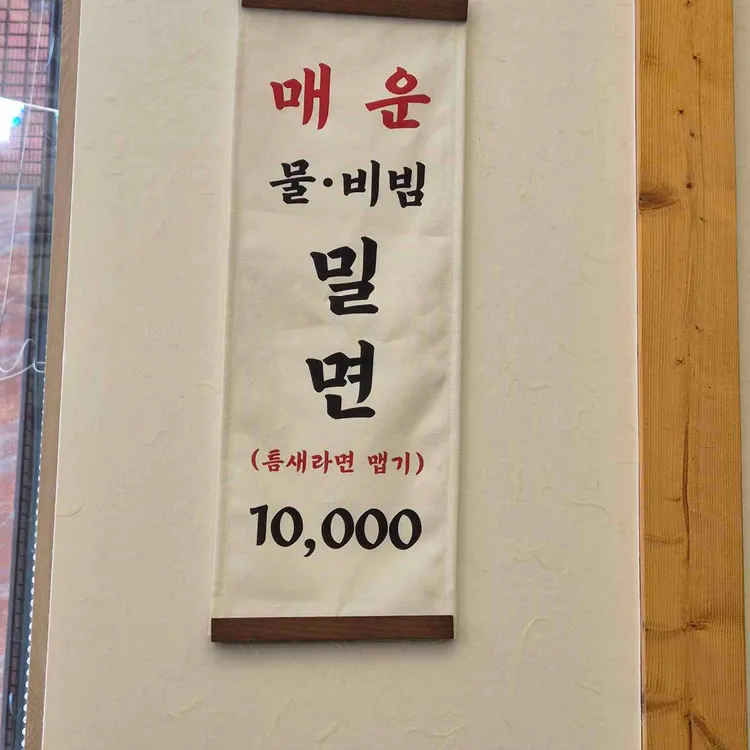 매운
물·비빔
밀
면
(틈새라면 맵기)
10,000